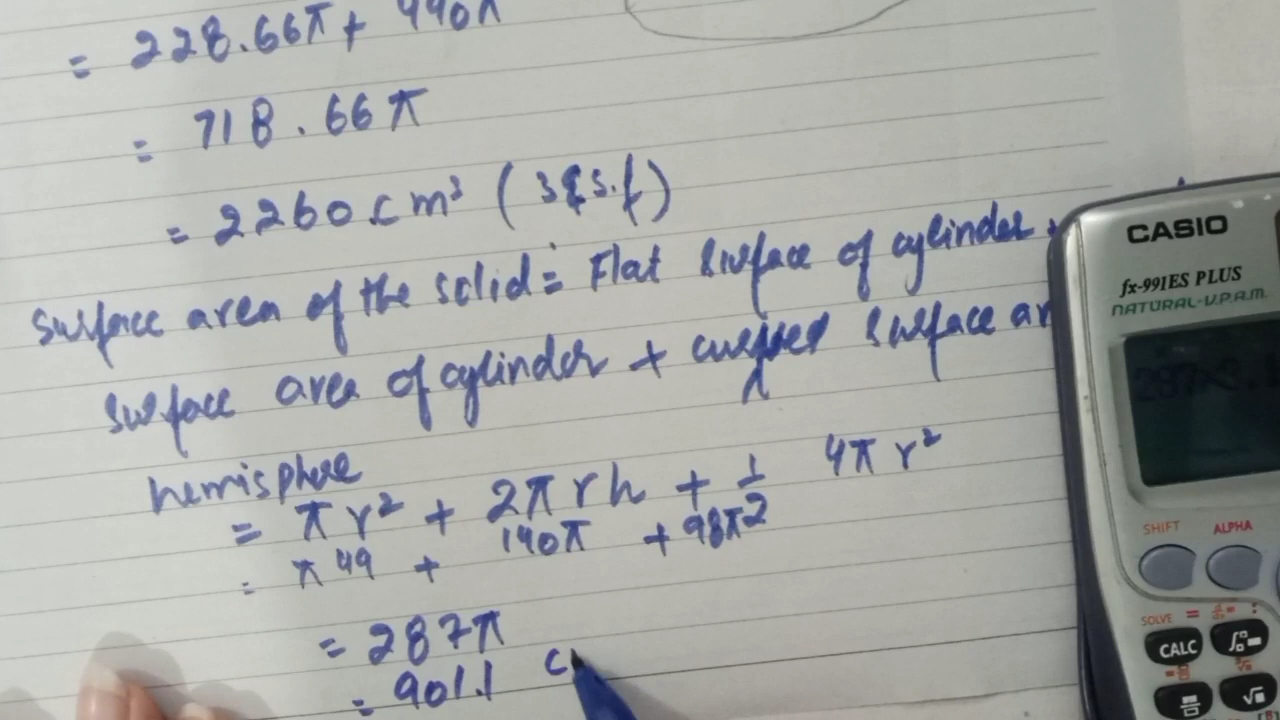 = 228.66π + 490π
= 718.66π
= 2260 cm³ (3 s.f)
Surface area of the solid = Flat surface of cylinder
surface area of cylinder + surface ar
hemisphere
= πr² + 2πrh + 1/2 4πr²
= π49 + 140π + 98π
= 287π
= 901.1 c
CASIO
fx-991ES PLUS
NATURAL-V.P.A.M.
SHIFT ALPHA
SOLVE =
CALC